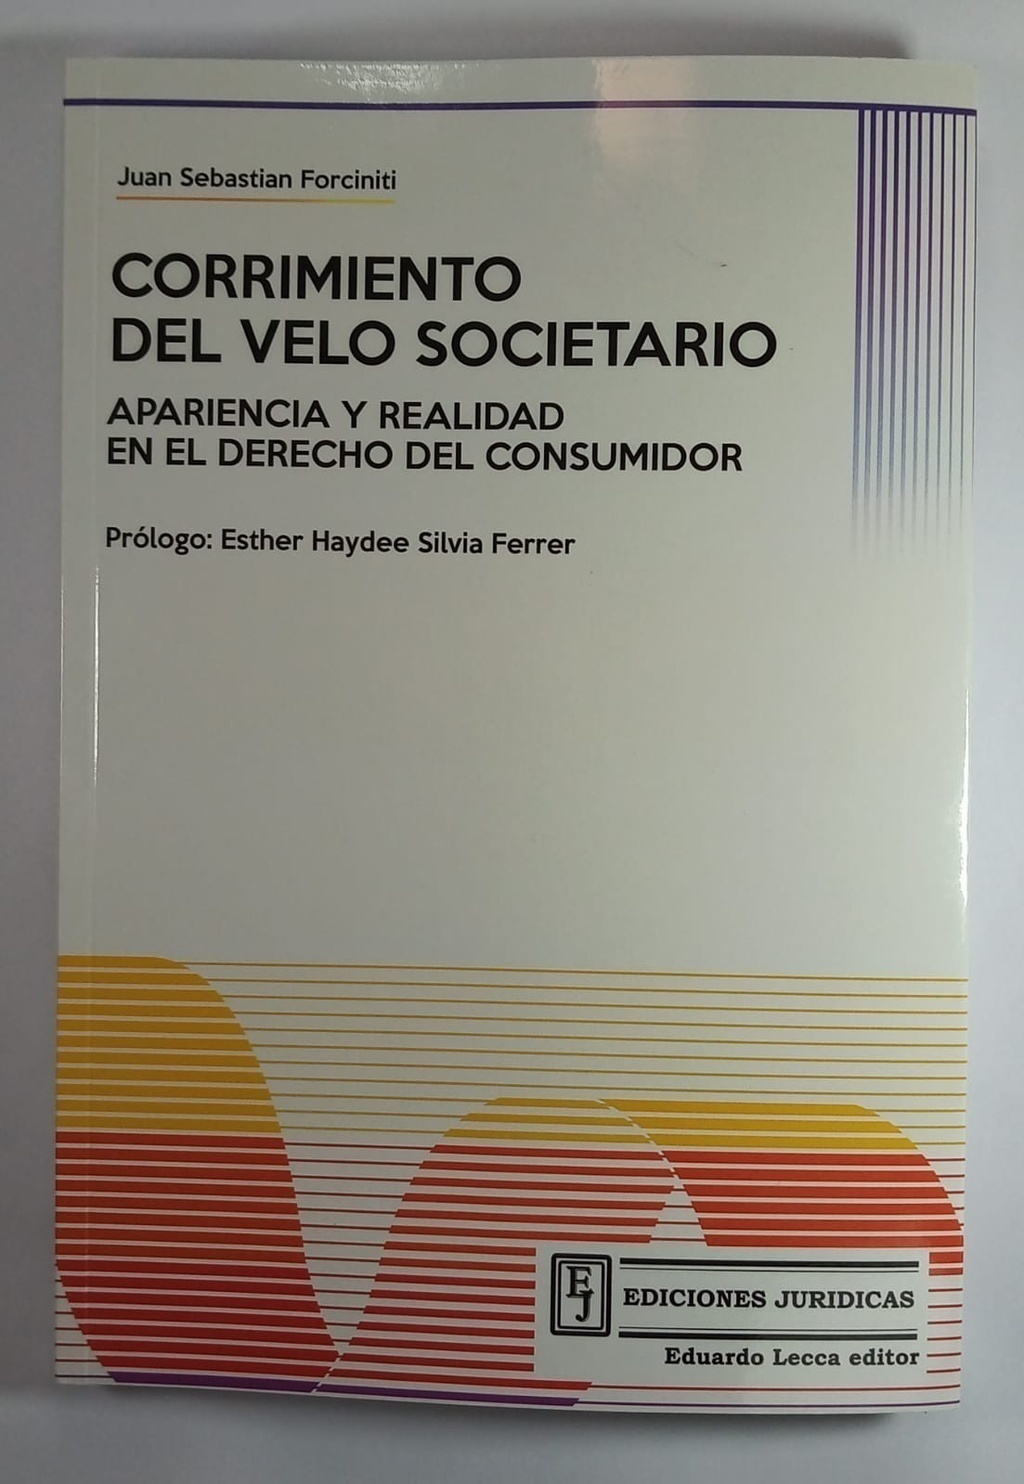 Juan Sebastian Forciniti
CORRIMIENTO
DEL VELO SOCIETARIO
APARIENCIA Y REALIDAD
EN EL DERECHO DEL CONSUMIDOR
Prólogo: Esther Haydee Silvia Ferrer
EJ
EDICIONES JURIDICAS
Eduardo Lecca editor